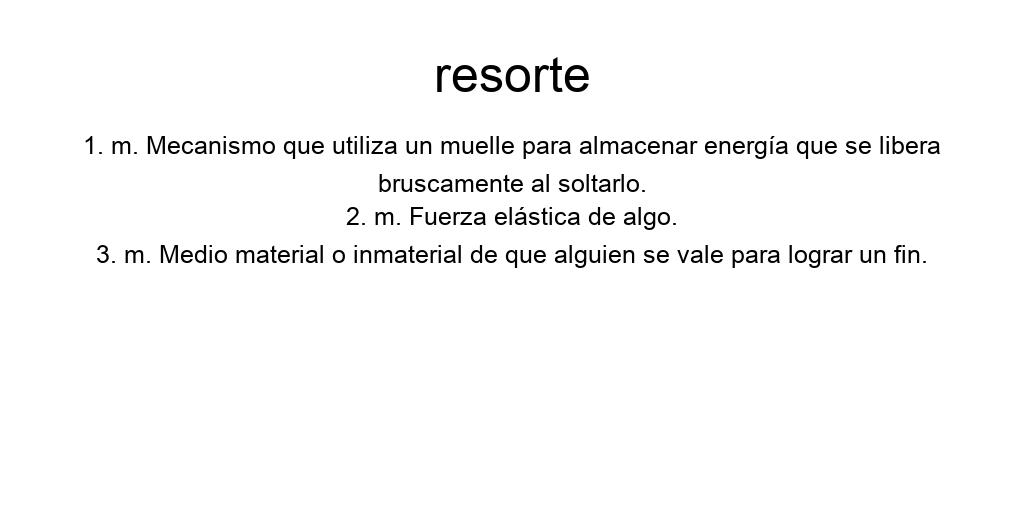 resorte
1. m. Mecanismo que utiliza un muelle para almacenar energía que se libera
bruscamente al soltarlo.
2. m. Fuerza elástica de algo.
3. m. Medio material o inmaterial de que alguien se vale para lograr un fin.